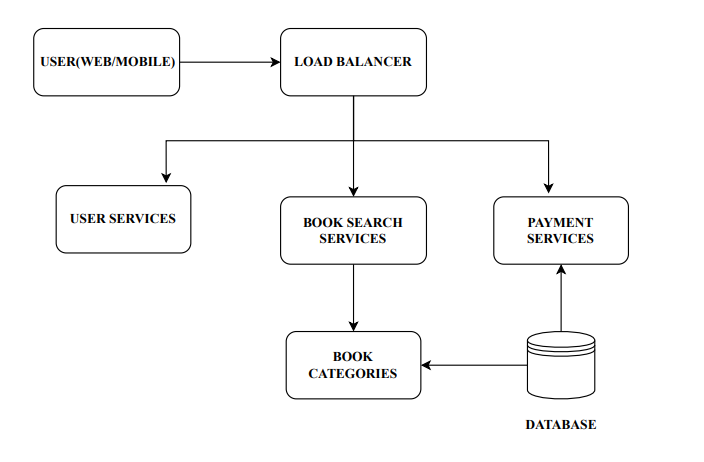 USER(WEB/MOBILE)
LOAD BALANCER
USER SERVICES
BOOK SEARCH
SERVICES
PAYMENT
SERVICES
BOOK
CATEGORIES
DATABASE